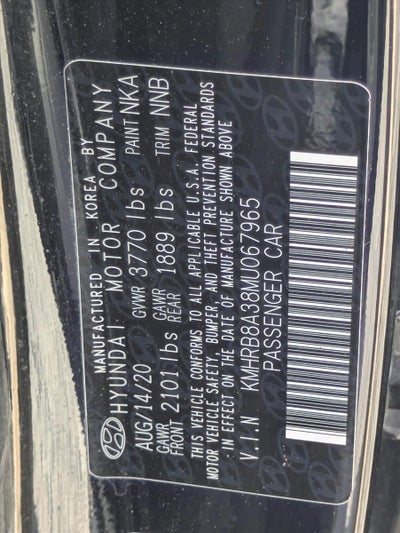 MANUFACTURED IN KOREA BY
HYUNDAI MOTOR COMPANY
AUG/14/20 GVWR 3770 lbs PAINT NKA
GAWR FRONT 2101 lbs GAWR REAR 1889 lbs TRIM NNB
THIS VEHICLE CONFORMS TO ALL APPLICABLE U.S.A. FEDERAL
MOTOR VEHICLE SAFETY, BUMPER, AND THEFT PREVENTION STANDARDS
IN EFFECT ON THE DATE OF MANUFACTURE SHOWN ABOVE
V.I.N KMHRB8A38MU067965
PASSENGER CAR